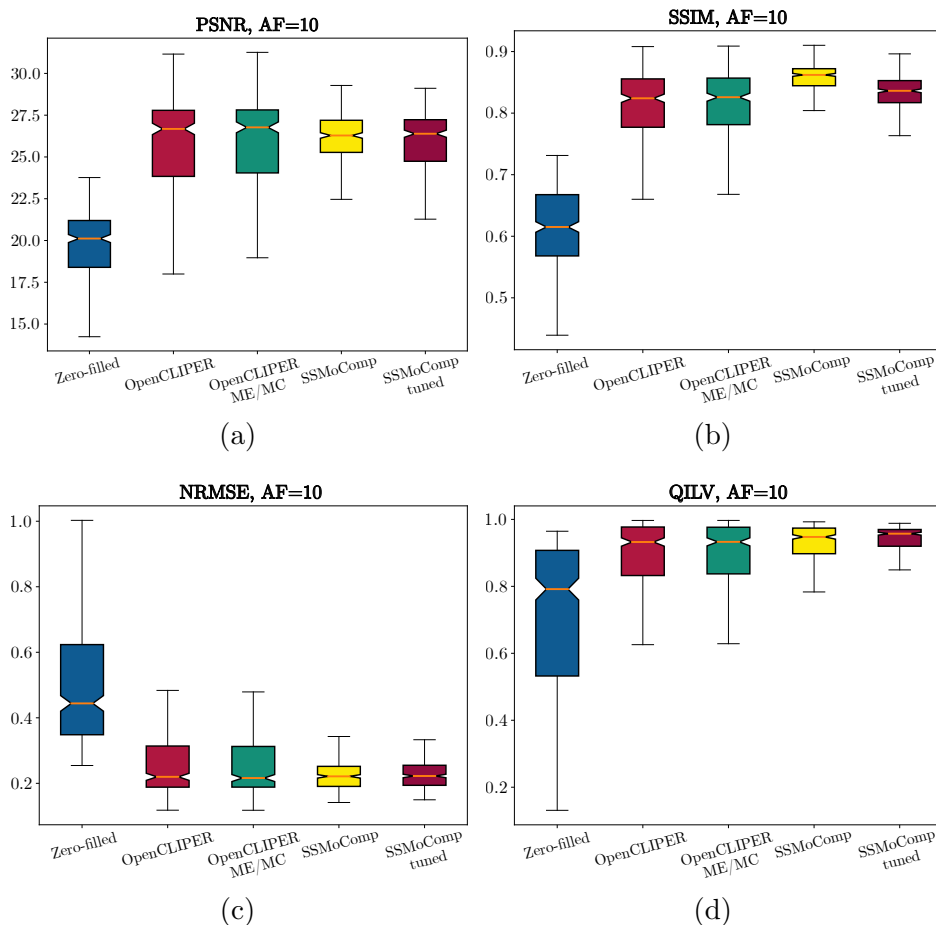 PSNR, AF=10
30.0
27.5
25.0
22.5
20.0
17.5
15.0
Zero-filled
OpenCLIPER
OpenCLIPER
ME/MC
SSMoComp
SSMoComp
tuned
(a)
SSIM, AF=10
0.9
0.8
0.7
0.6
0.5
Zero-filled
OpenCLIPER
OpenCLIPER
ME/MC
SSMoComp
SSMoComp
tuned
(b)
NRMSE, AF=10
1.0
0.8
0.6
0.4
0.2
Zero-filled
OpenCLIPER
OpenCLIPER
ME/MC
SSMoComp
SSMoComp
tuned
(c)
QILV, AF=10
1.0
0.8
0.6
0.4
0.2
Zero-filled
OpenCLIPER
OpenCLIPER
ME/MC
SSMoComp
SSMoComp
tuned
(d)